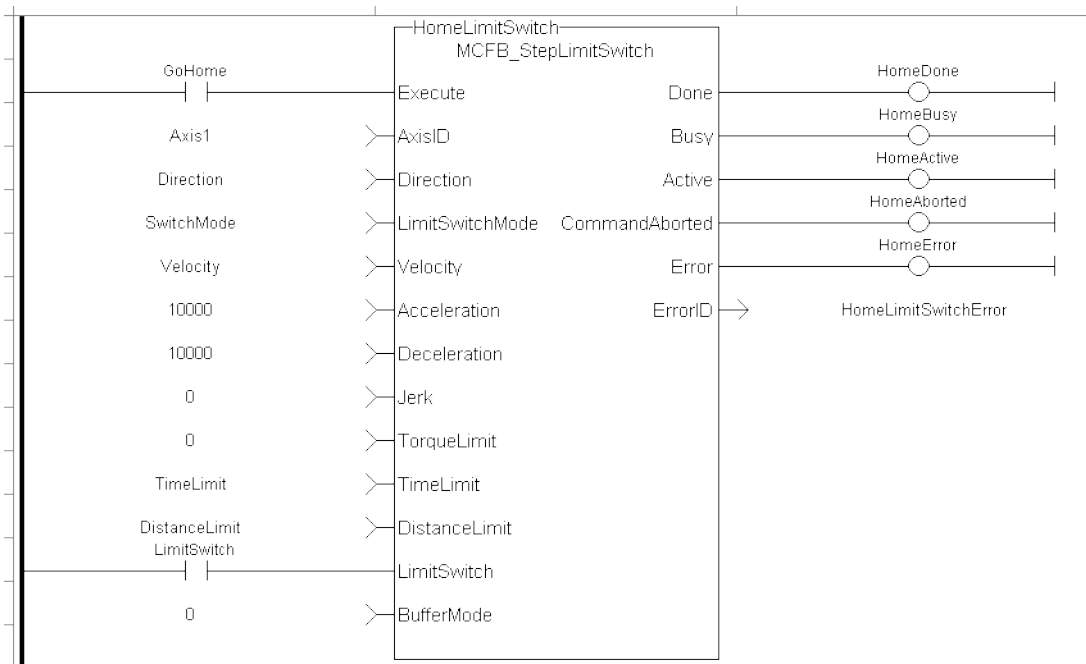 HomeLimitSwitch
MCFB_StepLimitSwitch
GoHome
Execute
Done
HomeDone
Axis1
AxisID
Busy
HomeBusy
Direction
Direction
Active
HomeActive
SwitchMode
LimitSwitchMode
CommandAborted
HomeAborted
Velocity
Velocity
Error
HomeError
10000
Acceleration
ErrorID
HomeLimitSwitchError
10000
Deceleration
0
Jerk
0
TorqueLimit
TimeLimit
TimeLimit
DistanceLimit
DistanceLimit
LimitSwitch
LimitSwitch
0
BufferMode